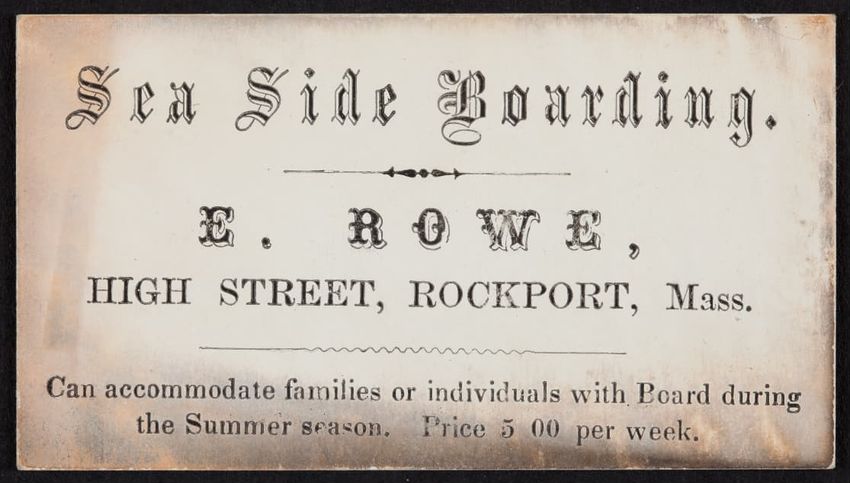 Sea Side Boarding.
E. ROWE,
HIGH STREET, ROCKPORT, Mass.
Can accommodate families or individuals with Board during
the Summer season. Price 5 00 per week.